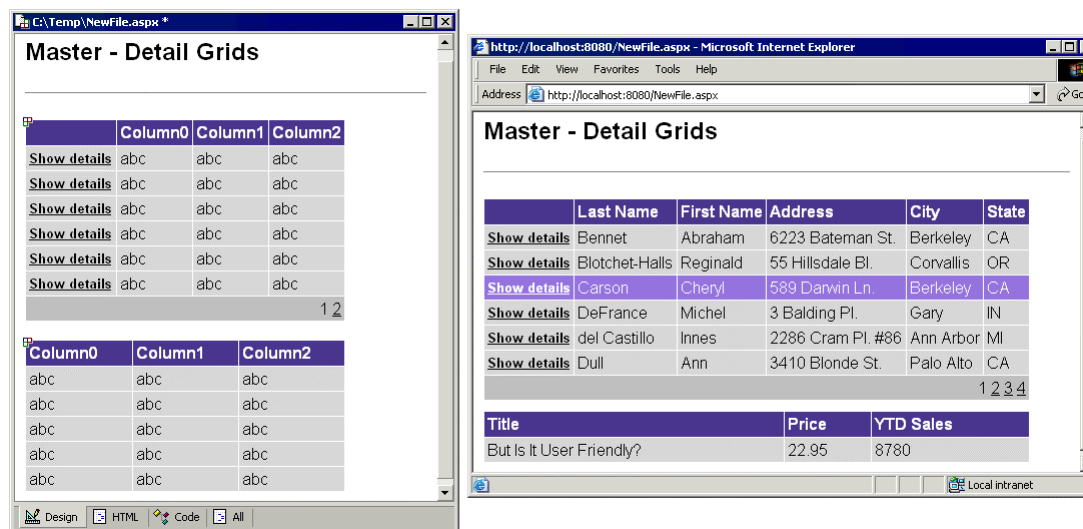 C:\Temp\NewFile.aspx *
Master - Detail Grids
Column0 Column1 Column2
Show details abc abc abc
Show details abc abc abc
Show details abc abc abc
Show details abc abc abc
Show details abc abc abc
Show details abc abc abc
1 2
Column0 Column1 Column2
abc abc abc
abc abc abc
abc abc abc
abc abc abc
abc abc abc
Design HTML Code All
http://localhost:8080/NewFile.aspx - Microsoft Internet Explorer
File Edit View Favorites Tools Help
Address http://localhost:8080/NewFile.aspx Go
Master - Detail Grids
Last Name First Name Address City State
Show details Bennet Abraham 6223 Bateman St. Berkeley CA
Show details Blotchet-Halls Reginald 55 Hillsdale Bl. Corvallis OR
Show details Carson Cheryl 589 Darwin Ln. Berkeley CA
Show details DeFrance Michel 3 Balding Pl. Gary IN
Show details del Castillo Innes 2286 Cram Pl. #86 Ann Arbor MI
Show details Dull Ann 3410 Blonde St. Palo Alto CA
1 2 3 4
Title Price YTD Sales
But Is It User Friendly? 22.95 8780
Local intranet